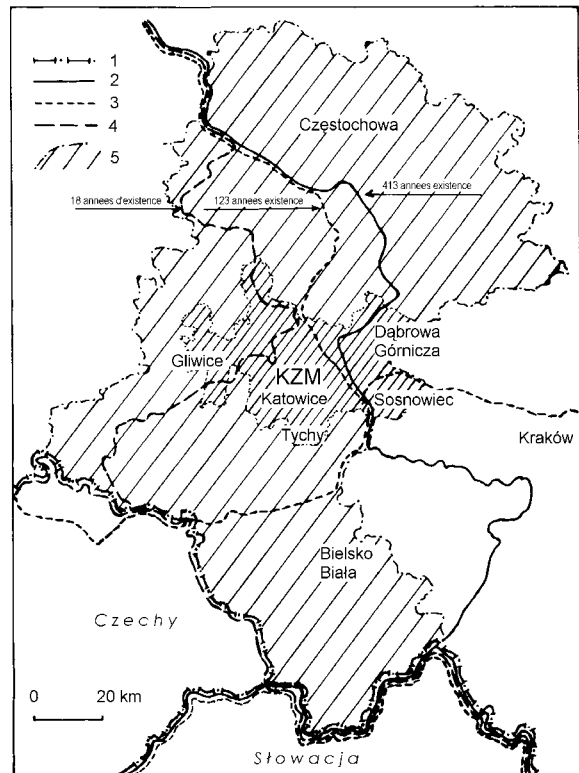 1
2
3
4
5
Częstochowa
18 annees d'existence
123 annees existence
413 annees existence
Dąbrowa
Górnicza
Gliwice
KZM
Katowice
Sosnowiec
Tychy
Kraków
Bielsko
Biała
Czechy
0 20 km
Słowacja